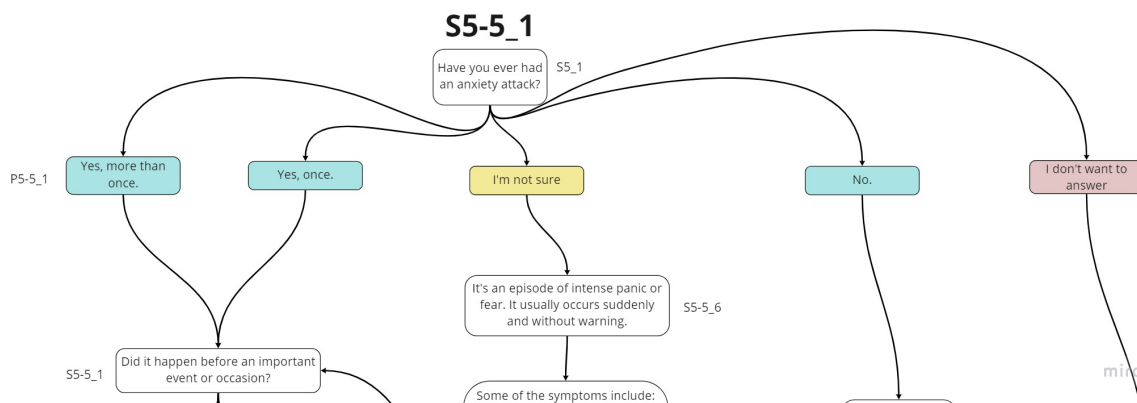 S5-5_1
Have you ever had
an anxiety attack?
S5_1
P5-5_1
Yes, more than
once.
Yes, once.
I'm not sure
No.
I don't want to
answer
It's an episode of intense panic or
fear. It usually occurs suddenly
and without warning.
S5-5_6
S5-5_1
Did it happen before an important
event or occasion?
Some of the symptoms include: